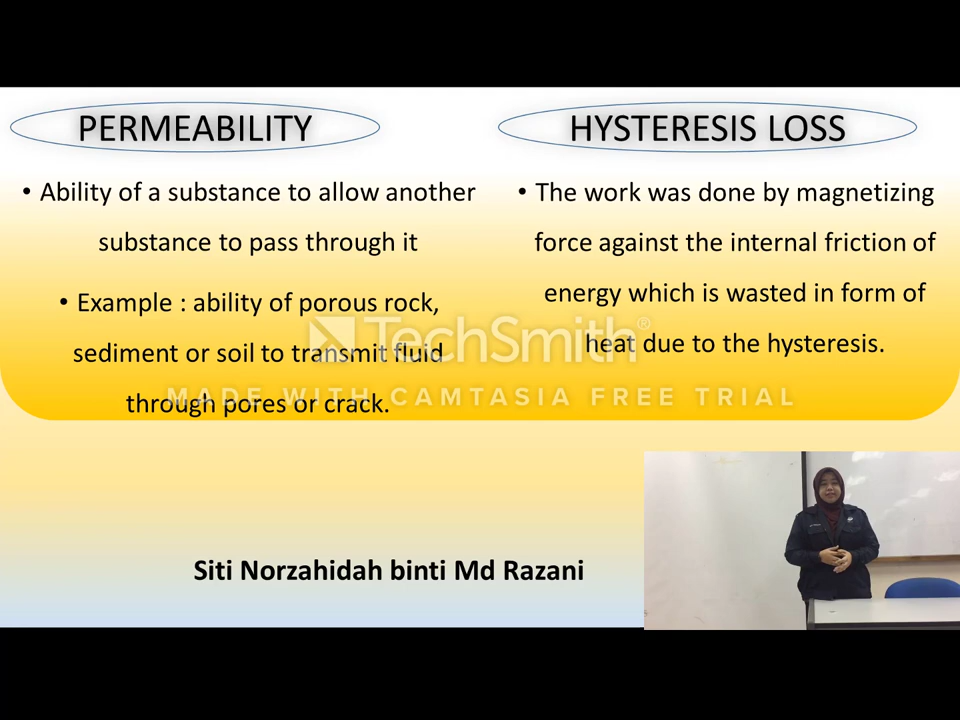 PERMEABILITY
• Ability of a substance to allow another
substance to pass through it
• Example : ability of porous rock,
sediment or soil to transmit fluid
through pores or crack.
HYSTERESIS LOSS
• The work was done by magnetizing
force against the internal friction of
energy which is wasted in form of
heat due to the hysteresis.
TechSmith®
MADE WITH CAMTASIA FREE TRIAL
Siti Norzahidah binti Md Razani